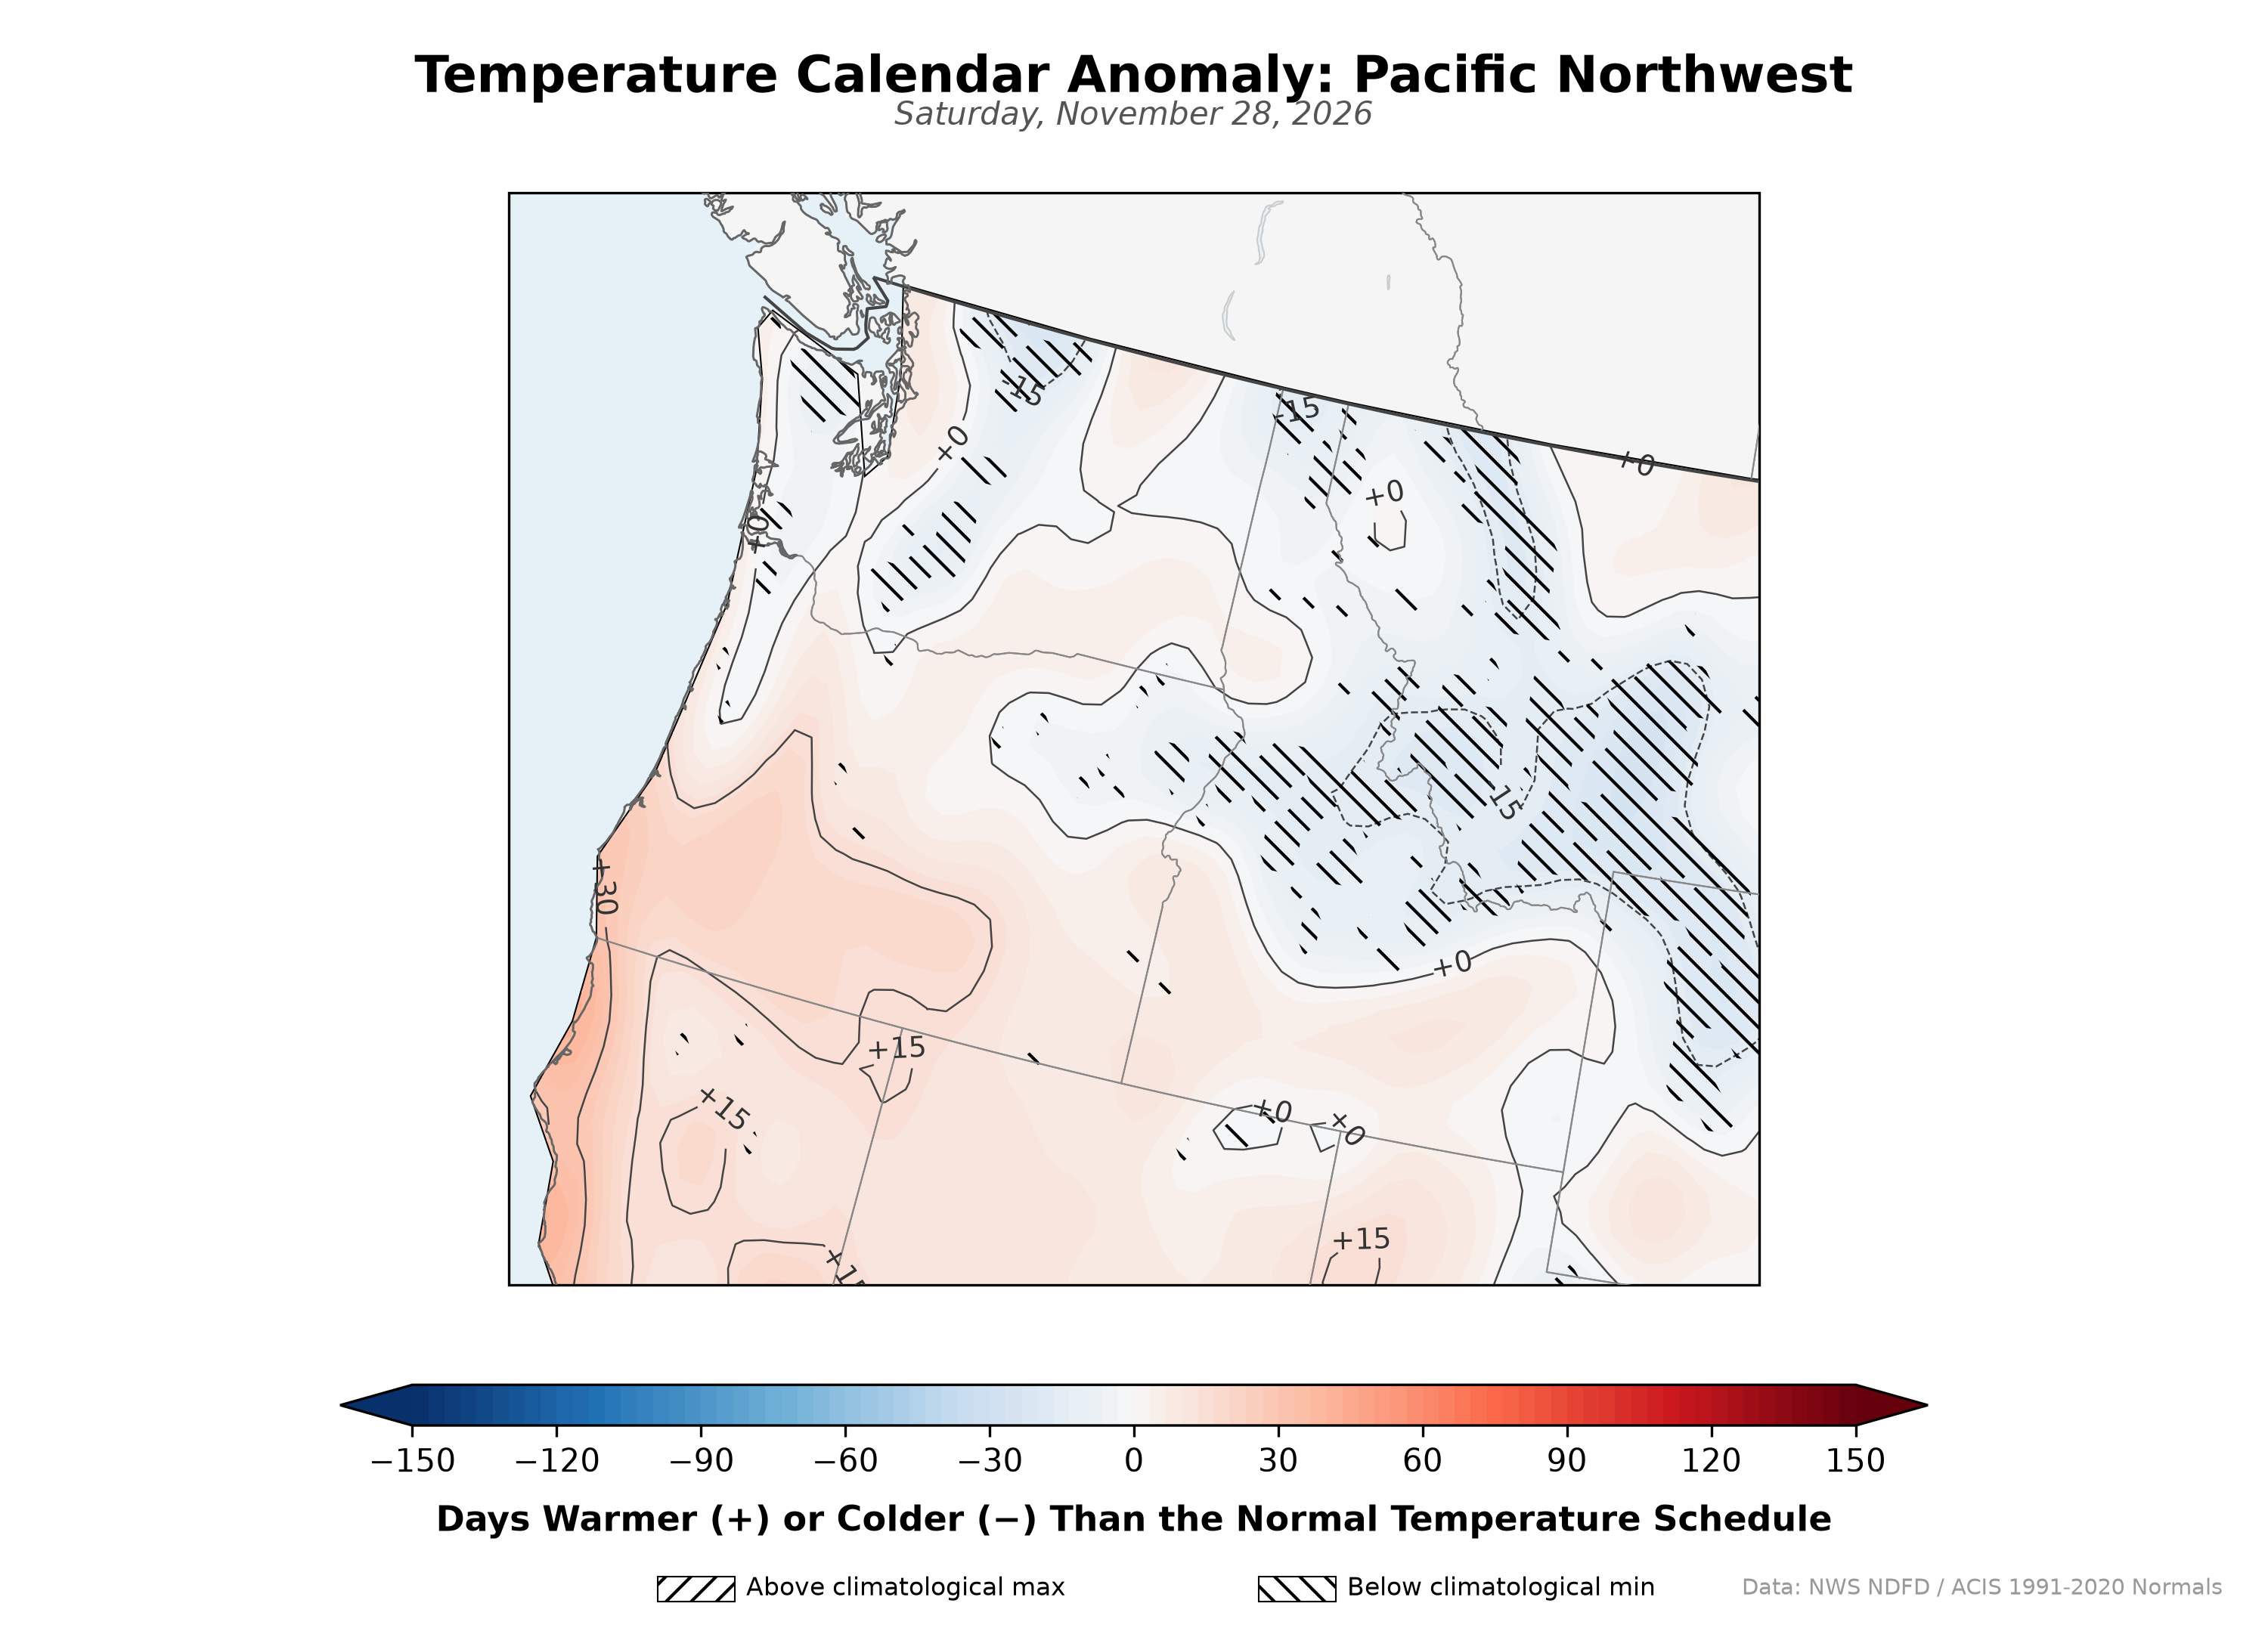 Temperature Calendar Anomaly: Pacific Northwest
Saturday, November 28, 2026
-15
-15
+0
+0
+0
+0
-15
+30
+0
+15
+15
+0
+0
+15
−150 −120 −90 −60 −30 0 30 60 90 120 150
Days Warmer (+) or Colder (−) Than the Normal Temperature Schedule
Above climatological max
Below climatological min
Data: NWS NDFD / ACIS 1991-2020 Normals